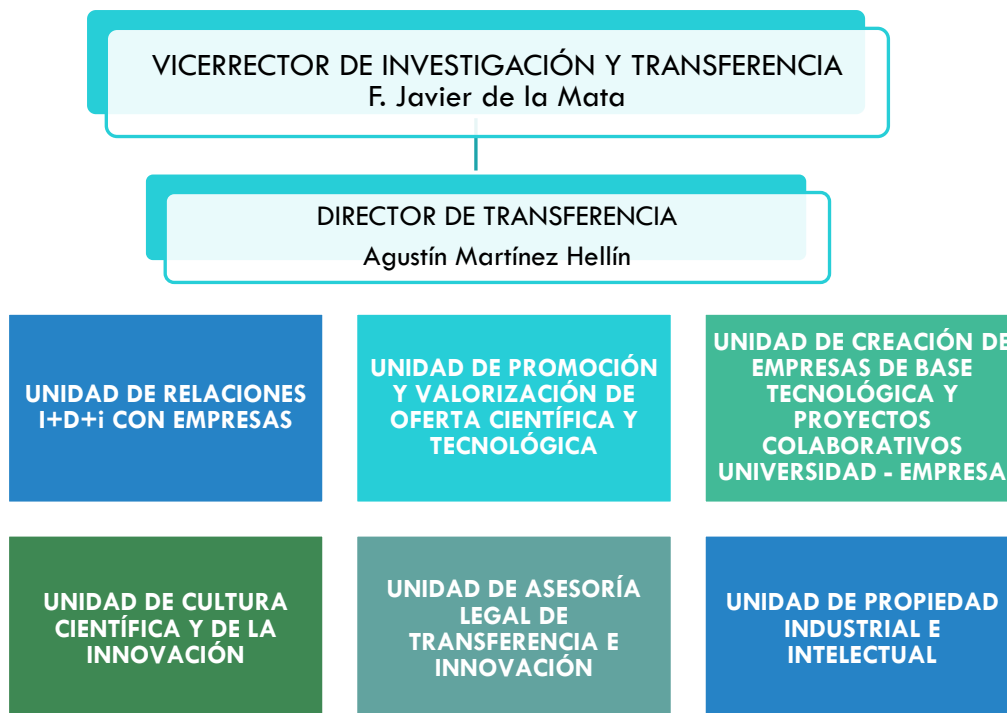 VICERRECTOR DE INVESTIGACIÓN Y TRANSFERENCIA
F. Javier de la Mata
DIRECTOR DE TRANSFERENCIA
Agustín Martínez Hellín
UNIDAD DE RELACIONES
I+D+i CON EMPRESAS
UNIDAD DE PROMOCIÓN
Y VALORIZACIÓN DE
OFERTA CIENTÍFICA Y
TECNOLÓGICA
UNIDAD DE CREACIÓN DE
EMPRESAS DE BASE
TECNOLÓGICA Y
PROYECTOS
COLABORATIVOS
UNIVERSIDAD - EMPRESA
UNIDAD DE CULTURA
CIENTÍFICA Y DE LA
INNOVACIÓN
UNIDAD DE ASESORÍA
LEGAL DE
TRANSFERENCIA E
INNOVACIÓN
UNIDAD DE PROPIEDAD
INDUSTRIAL E
INTELECTUAL